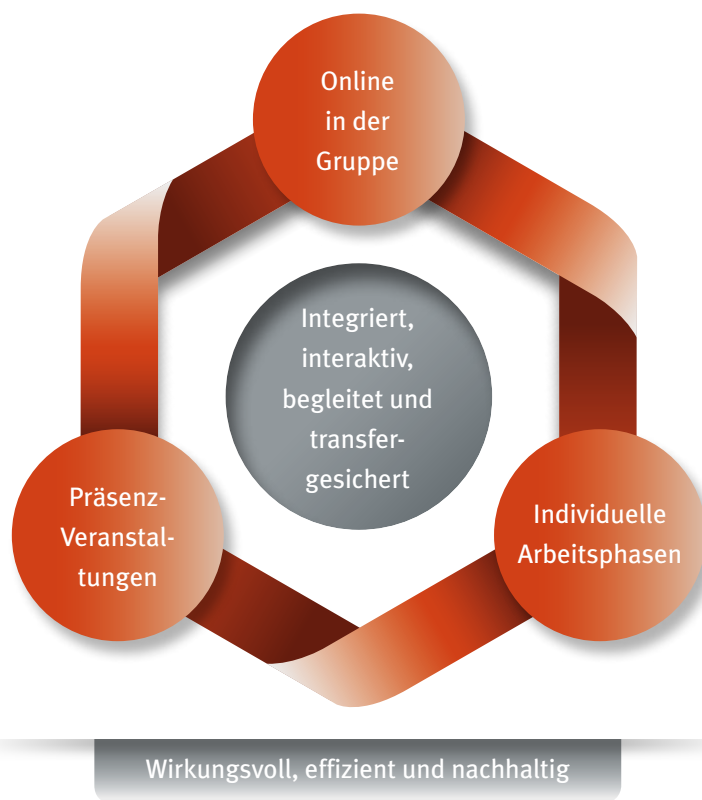 Online
in der
Gruppe
Integriert,
interaktiv,
begleitet und
transfer-
gesichert
Präsenz-
Veranstal-
tungen
Individuelle
Arbeitsphasen
Wirkungsvoll, effizient und nachhaltig